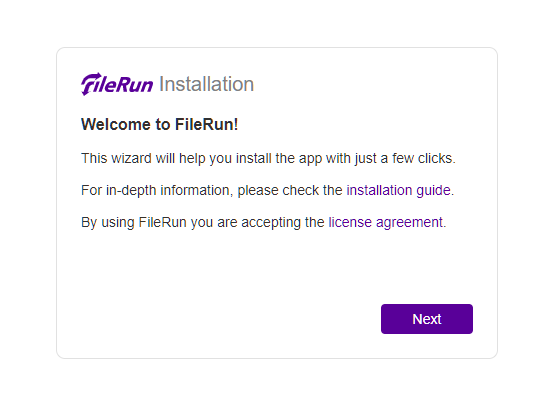 FileRun Installation
Welcome to FileRun!
This wizard will help you install the app with just a few clicks.
For in-depth information, please check the installation guide.
By using FileRun you are accepting the license agreement.
Next